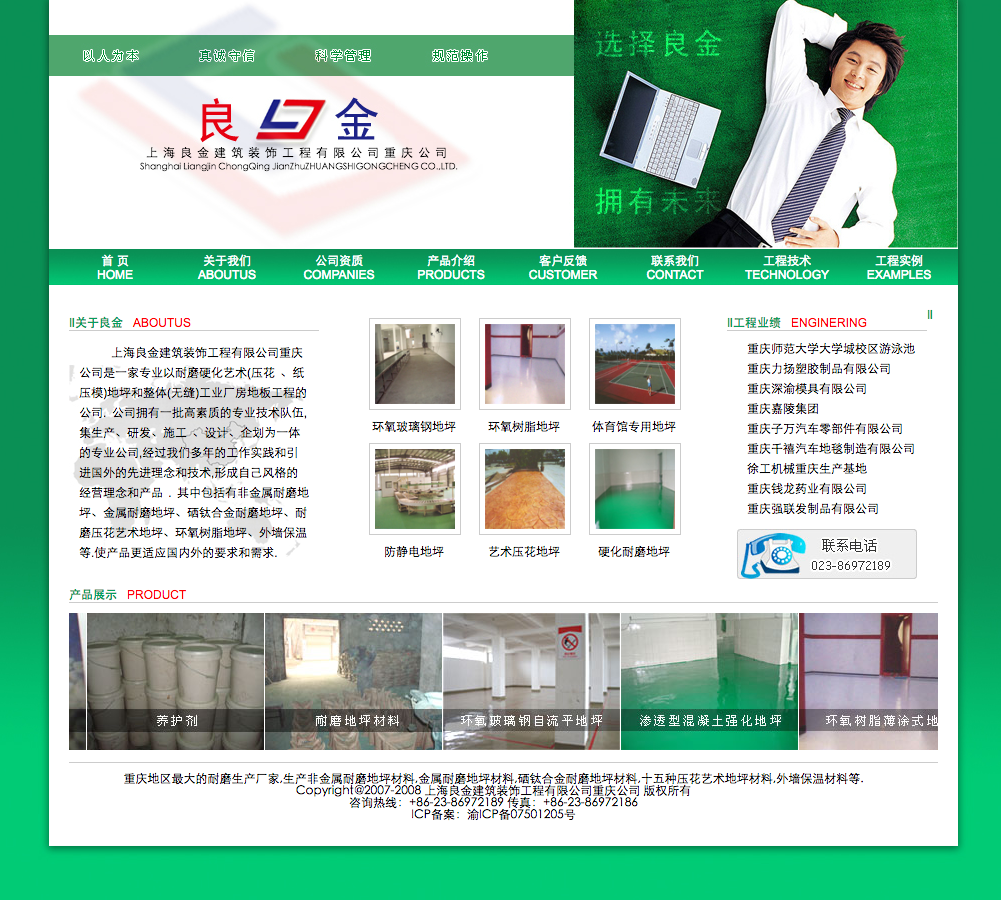 以人为本 真诚守信 科学管理 规范操作
选择良金
良 金
上海良金建筑装饰工程有限公司重庆公司
Shanghai Liangjin ChongQing JianZhuZHUANGSHIGONGCHENG CO.,LTD.
拥有未来
首 页 关于我们 公司资质 产品介绍 客户反馈 联系我们 工程技术 工程实例
HOME ABOUTUS COMPANIES PRODUCTS CUSTOMER CONTACT TECHNOLOGY EXAMPLES
关于良金 ABOUTUS
上海良金建筑装饰工程有限公司重庆
公司是一家专业以耐磨硬化艺术(压花 、纸
压模)地坪和整体(无缝)工业厂房地板工程的
公司. 公司拥有一批高素质的专业技术队伍,
集生产、研发、施工 、设计、企划为一体
的专业公司,经过我们多年的工作实践和引
进国外的先进理念和技术,形成自己风格的
经营理念和产品 . 其中包括有非金属耐磨地
坪、金属耐磨地坪、硒钛合金耐磨地坪、耐
磨压花艺术地坪、环氧树脂地坪、外墙保温
等.使产品更适应国内外的要求和需求.
环氧玻璃钢地坪 环氧树脂地坪 体育馆专用地坪
防静电地坪 艺术压花地坪 硬化耐磨地坪
工程业绩 ENGINERING
重庆师范大学大学城校区游泳池
重庆力扬塑胶制品有限公司
重庆深渝模具有限公司
重庆嘉陵集团
重庆子万汽车零部件有限公司
重庆千禧汽车地毯制造有限公司
徐工机械重庆生产基地
重庆钱龙药业有限公司
重庆强联发制品有限公司
联系电话
023-86972189
产品展示 PRODUCT
养护剂 耐磨地坪材料 环氧玻璃钢自流平地坪 渗透型混凝土强化地坪 环氧树脂薄涂式地
重庆地区最大的耐磨生产厂家,生产非金属耐磨地坪材料,金属耐磨地坪材料,硒钛合金耐磨地坪材料,十五种压花艺术地坪材料,外墙保温材料等.
Copyright@2007-2008 上海良金建筑装饰工程有限公司重庆公司 版权所有
咨询热线：+86-23-86972189 传真：+86-23-86972186
ICP备案：渝ICP备07501205号